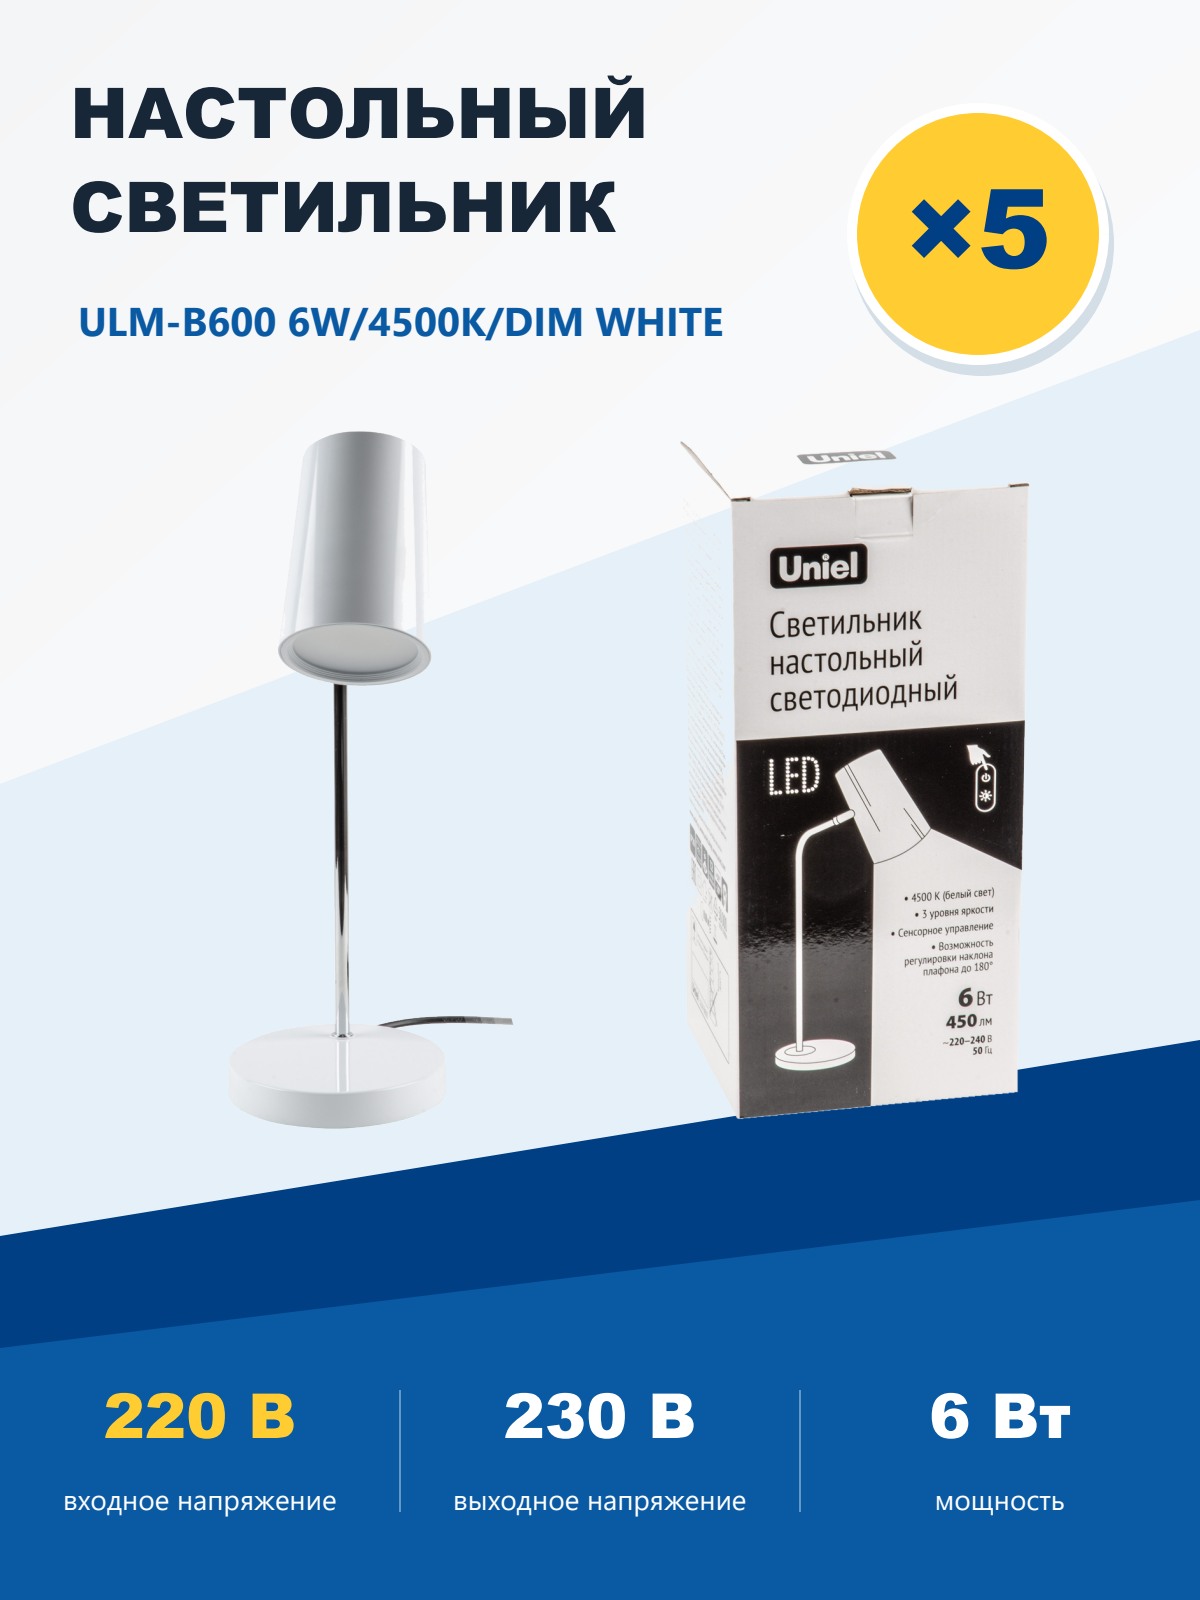 НАСТОЛЬНЫЙ
СВЕТИЛЬНИК
×5
ULM-B600 6W/4500K/DIM WHITE
Uniel
Uniel
Светильник
настольный
светодиодный
LED
• 4500 К (белый свет)
• 3 уровня яркости
• Сенсорное управление
• Возможность
регулировки наклона
плафона до 180°
6 Вт
450 лм
~220–240 В
50 Гц
220 В
230 В
6 Вт
входное напряжение
выходное напряжение
мощность